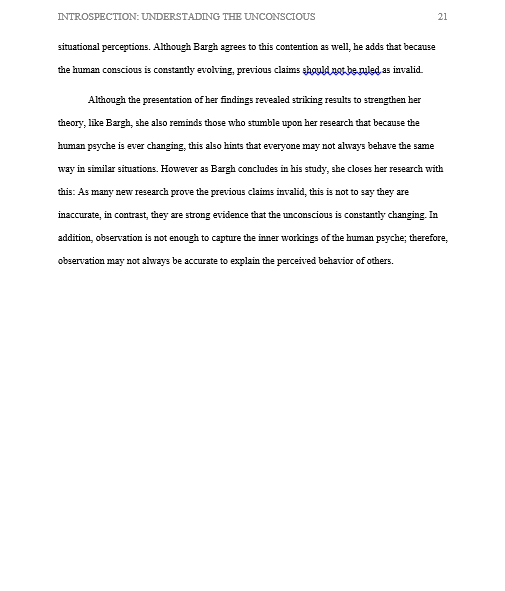 INTROSPECTION: UNDERSTADING THE UNCONSCIOUS 21
situational perceptions. Although Bargh agrees to this contention as well, he adds that because
the human conscious is constantly evolving, previous claims should not be ruled as invalid.
Although the presentation of her findings revealed striking results to strengthen her
theory, like Bargh, she also reminds those who stumble upon her research that because the
human psyche is ever changing, this also hints that everyone may not always behave the same
way in similar situations. However as Bargh concludes in his study, she closes her research with
this: As many new research prove the previous claims invalid, this is not to say they are
inaccurate, in contrast, they are strong evidence that the unconscious is constantly changing. In
addition, observation is not enough to capture the inner workings of the human psyche; therefore,
observation may not always be accurate to explain the perceived behavior of others.